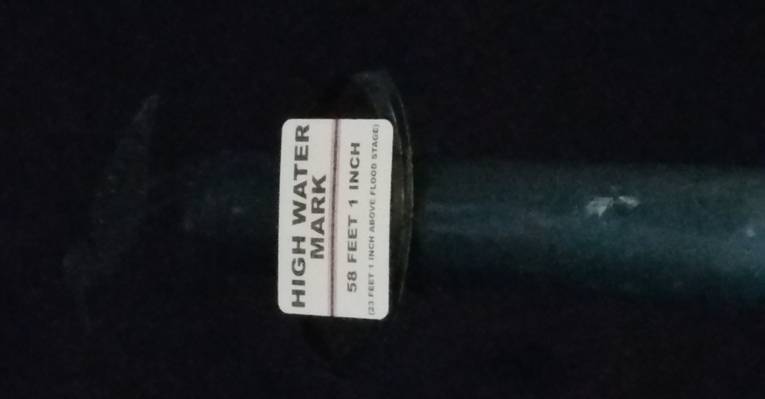 HIGH WATER
MARK
58 FEET 1 INCH
(23 FEET 1 INCH ABOVE FLOOD STAGE)